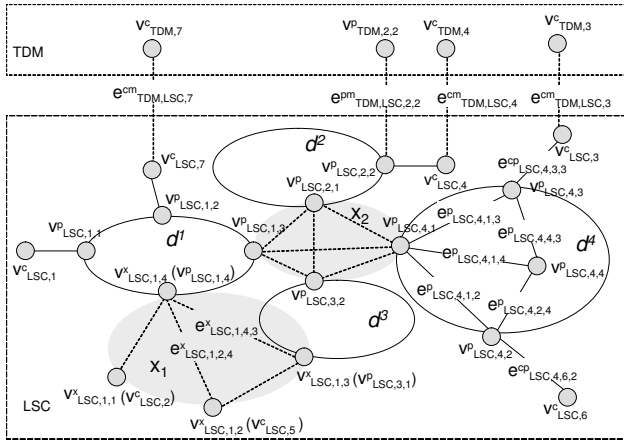 v^c_TDM,7
v^p_TDM,2,2
v^c_TDM,4
v^c_TDM,3
TDM
e^cm_TDM,LSC,7
e^pm_TDM,LSC,2,2
e^cm_TDM,LSC,4
e^cm_TDM,LSC,3
d²
v^c_LSC,3
v^c_LSC,7
v^p_LSC,2,2
e^cp_LSC,4,3,3
v^p_LSC,2,1
v^c_LSC,4
v^p_LSC,4,3
v^p_LSC,1,2
x₂
v^p_LSC,1,3
v^p_LSC,4,1
e^p_LSC,4,1,3
v^p_LSC,1,1
d¹
e^p_LSC,4,4,3
d⁴
e^p_LSC,4,1,4
v^p_LSC,4,4
v^c_LSC,1
v^x_LSC,1,4 (v^p_LSC,1,4)
v^p_LSC,3,2
e^p_LSC,4,1,2
e^p_LSC,4,2,4
d³
e^x_LSC,1,4,3
e^x_LSC,1,2,4
v^p_LSC,4,2
x₁
e^cp_LSC,4,6,2
v^x_LSC,1,3 (v^p_LSC,3,1)
v^x_LSC,1,1 (v^c_LSC,2)
LSC
v^x_LSC,1,2 (v^c_LSC,5)
v^c_LSC,6